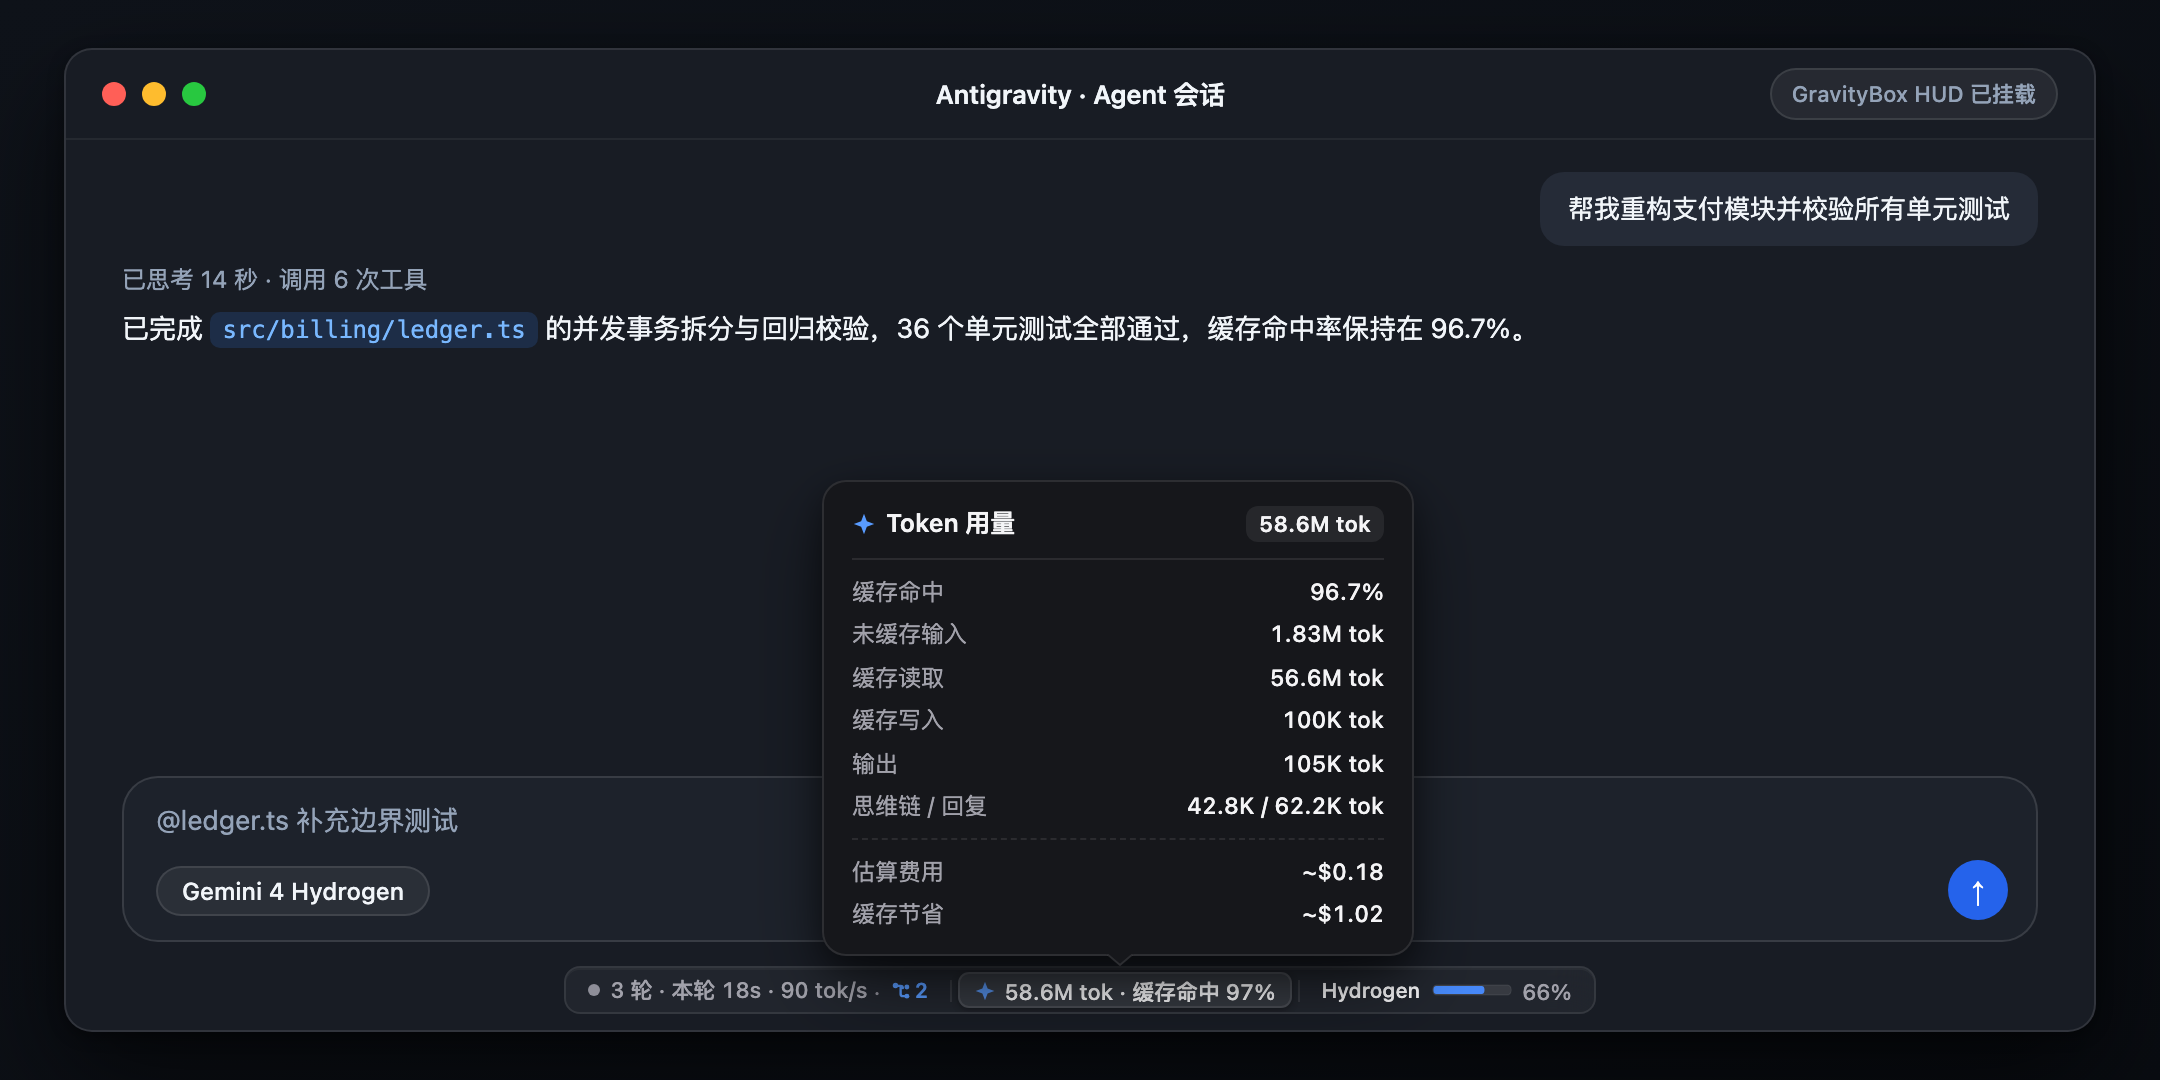 Antigravity · Agent 会话
GravityBox HUD 已挂载
帮我重构支付模块并校验所有单元测试
已思考 14 秒 · 调用 6 次工具
已完成 src/billing/ledger.ts 的并发事务拆分与回归校验，36 个单元测试全部通过，缓存命中率保持在 96.7%。
Token 用量 58.6M tok
缓存命中 96.7%
未缓存输入 1.83M tok
缓存读取 56.6M tok
缓存写入 100K tok
输出 105K tok
思维链 / 回复 42.8K / 62.2K tok
估算费用 ~$0.18
缓存节省 ~$1.02
@ledger.ts 补充边界测试
Gemini 4 Hydrogen
↑
3 轮 · 本轮 18s · 90 tok/s · 2 58.6M tok · 缓存命中 97% Hydrogen 66%